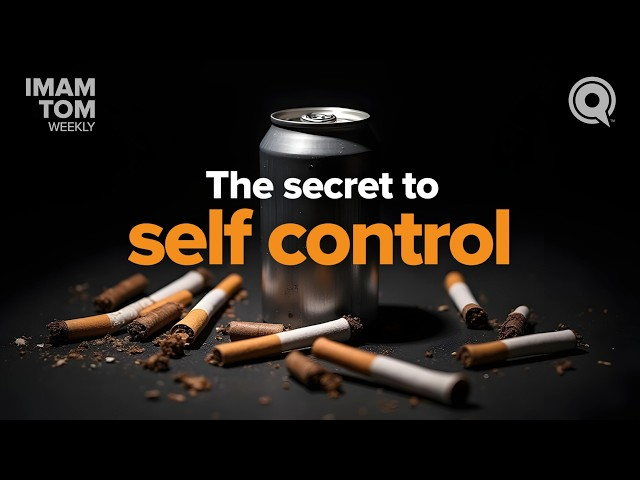 IMAM
TOM
WEEKLY
The secret to
self control